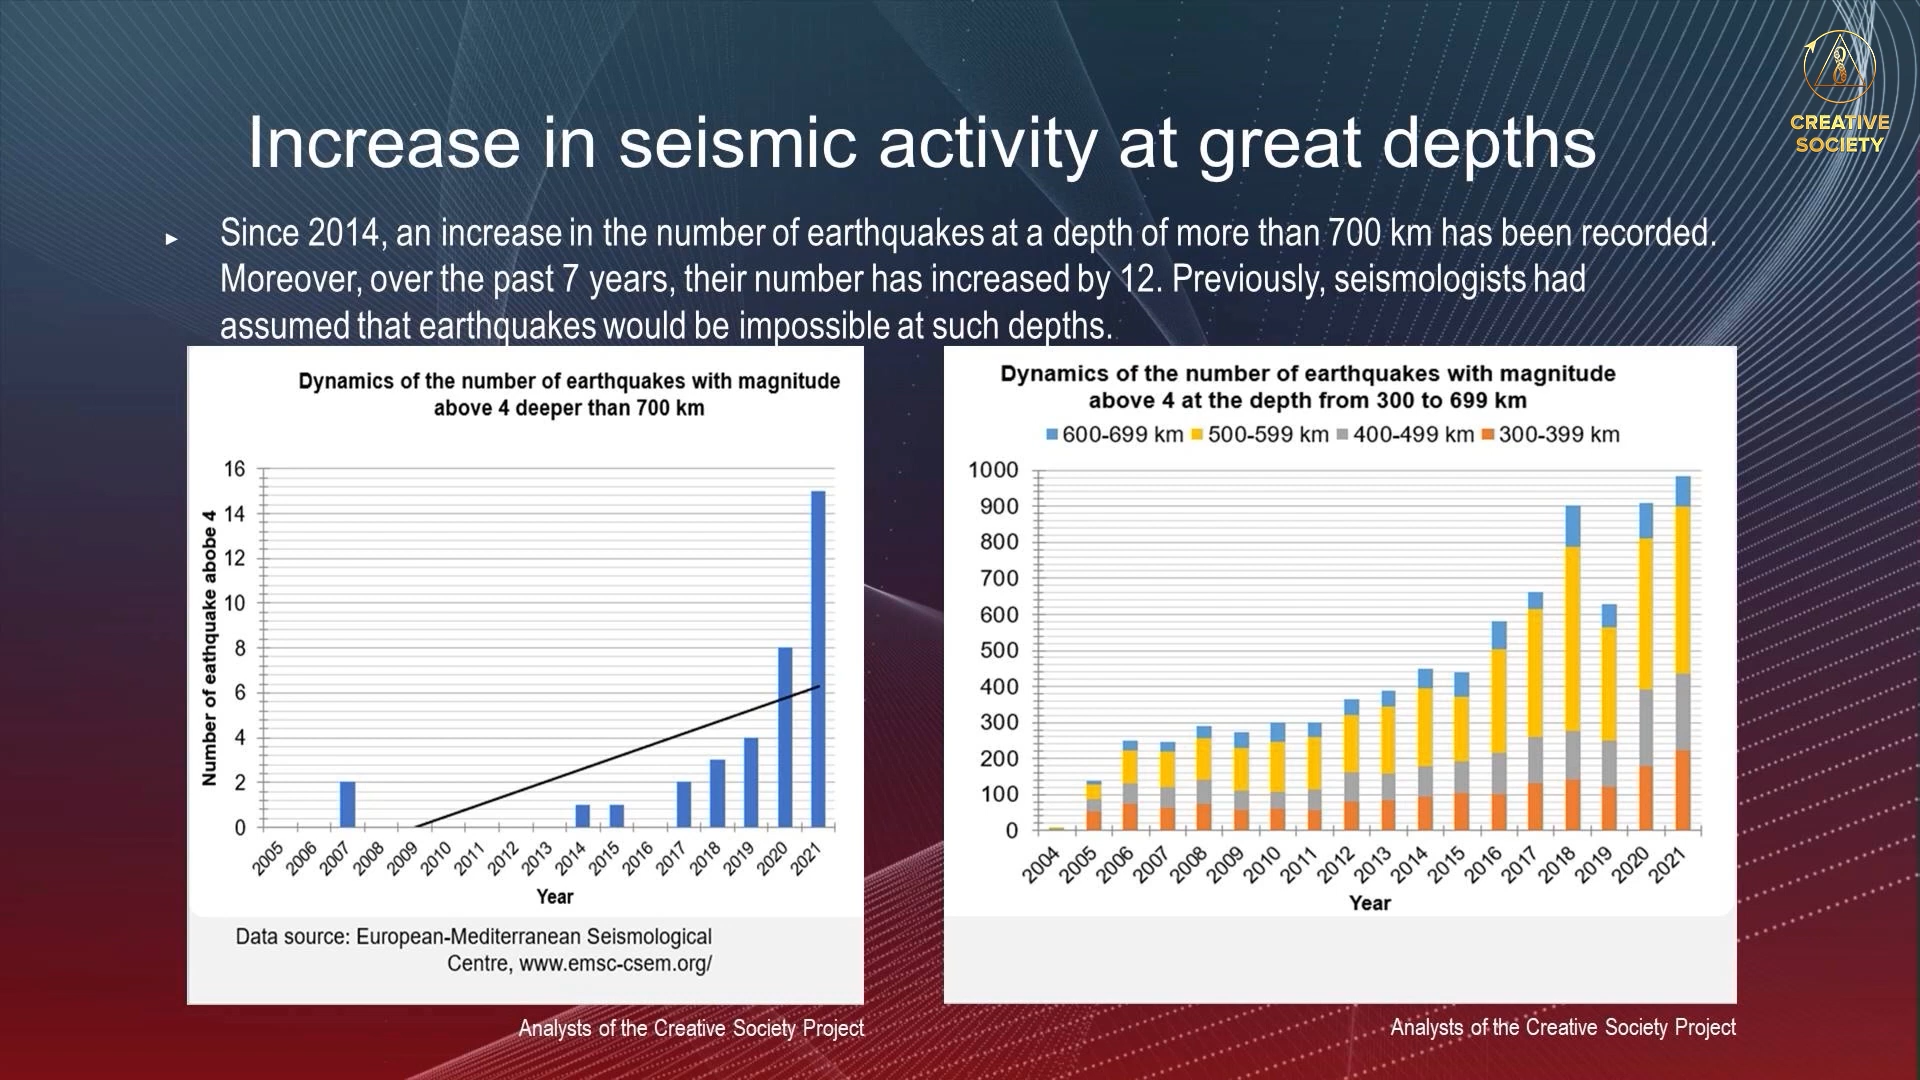 CREATIVE
SOCIETY
Increase in seismic activity at great depths
► Since 2014, an increase in the number of earthquakes at a depth of more than 700 km has been recorded.
Moreover, over the past 7 years, their number has increased by 12. Previously, seismologists had
assumed that earthquakes would be impossible at such depths.
Dynamics of the number of earthquakes with magnitude
above 4 deeper than 700 km
Number of eathquake abobe 4
16
14
12
10
8
6
4
2
0
2005 2006 2007 2008 2009 2010 2011 2012 2013 2014 2015 2016 2017 2018 2019 2020 2021
Year
Data source: European-Mediterranean Seismological
Centre, www.emsc-csem.org/
Analysts of the Creative Society Project
Dynamics of the number of earthquakes with magnitude
above 4 at the depth from 300 to 699 km
600-699 km 500-599 km 400-499 km 300-399 km
1000
900
800
700
600
500
400
300
200
100
0
2004 2005 2006 2007 2008 2009 2010 2011 2012 2013 2014 2015 2016 2017 2018 2019 2020 2021
Year
Analysts of the Creative Society Project